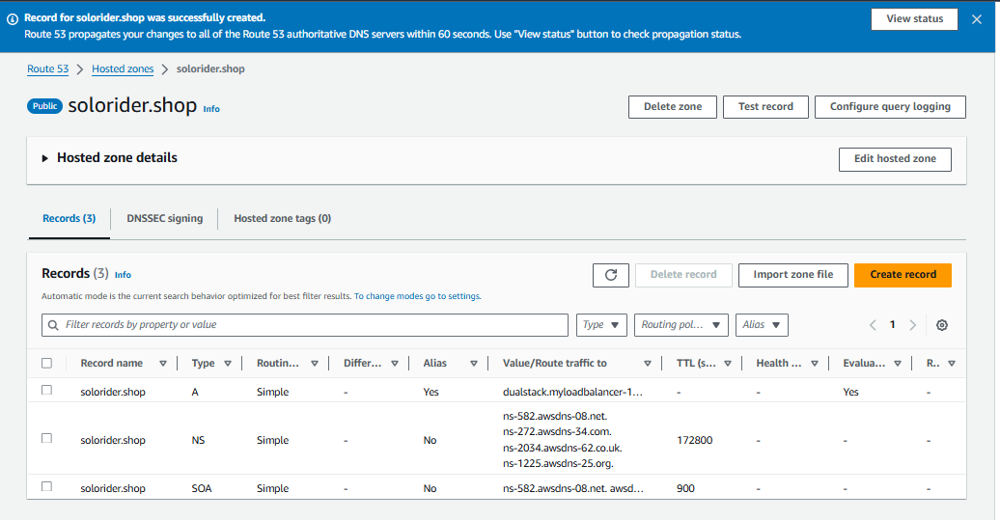 Record for solorider.shop was successfully created.
View status
Route 53 propagates your changes to all of the Route 53 authoritative DNS servers within 60 seconds. Use "View status" button to check propagation status.
Route 53 > Hosted zones > solorider.shop
Public solorider.shop Info
Delete zone Test record Configure query logging
Hosted zone details Edit hosted zone
Records (3) DNSSEC signing Hosted zone tags (0)
Records (3) Info
Delete record Import zone file Create record
Automatic mode is the current search behavior optimized for best filter results. To change modes go to settings.
Filter records by property or value Type Routing pol... Alias 1
Record name Type Routin... Differ... Alias Value/Route traffic to TTL (s... Health ... Evalua... R..
solorider.shop A Simple - Yes dualstack.myloadbalancer-1... - - Yes -
solorider.shop NS Simple - No ns-582.awsdns-08.net.
ns-272.awsdns-34.com.
ns-2034.awsdns-62.co.uk.
ns-1225.awsdns-25.org. 172800 - - -
solorider.shop SOA Simple - No ns-582.awsdns-08.net. awsd... 900 - - -